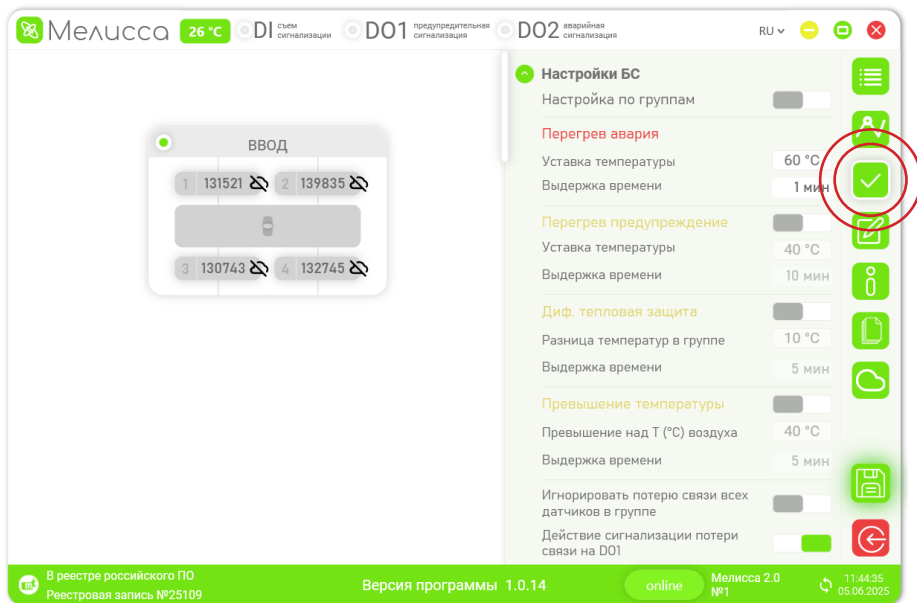 Мелисса 26 °C DI съем сигнализации DO1 предупредительная сигнализация DO2 аварийная сигнализация RU
Настройки БС
Настройка по группам
Перегрев авария
Уставка температуры 60 °C
Выдержка времени 1 мин
Перегрев предупреждение
Уставка температуры 40 °C
Выдержка времени 10 мин
Диф. тепловая защита
Разница температур в группе 10 °C
Выдержка времени 5 мин
Превышение температуры
Превышение над T (°C) воздуха 40 °C
Выдержка времени 5 мин
Игнорировать потерю связи всех
датчиков в группе
Действие сигнализации потери
связи на DO1
ВВОД
1 131521 2 139835
3 130743 4 132745
В реестре российского ПО
Реестровая запись №25109
Версия программы 1.0.14
online
Мелисса 2.0
№1
11:44:35
05.06.2025